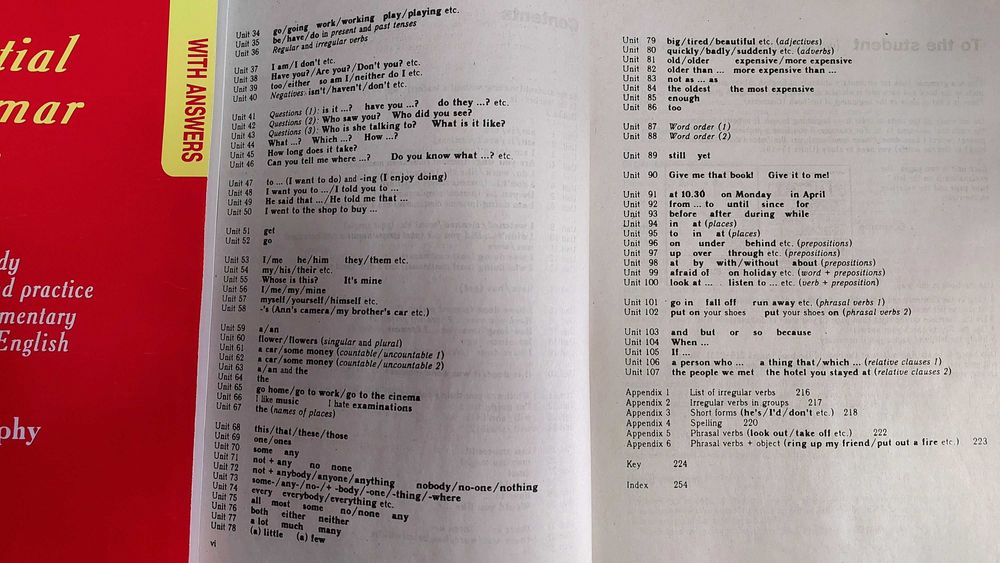 tial
mar
WITH ANSWERS
dy
d practice
mentary
English
phy
Unit 34 go/going work/working play/playing etc.
Unit 35 be/have/do in present and past tenses
Unit 36 Regular and irregular verbs
Unit 37 I am/I don't etc.
Unit 38 Have you?/Are you?/Don't you? etc.
Unit 39 too/either so am I/neither do I etc.
Unit 40 Negatives: isn't/haven't/don't etc.
Unit 41 Questions (1): is it ...? have you ...? do they ...? etc.
Unit 42 Questions (2): Who saw you? Who did you see?
Unit 43 Questions (3): Who is she talking to? What is it like?
Unit 44 What ...? Which ...? How ...?
Unit 45 How long does it take?
Unit 46 Can you tell me where ...? Do you know what ...? etc.
Unit 47 to ... (I want to do) and -ing (I enjoy doing)
Unit 48 I want you to .../I told you to ...
Unit 49 He said that .../He told me that ...
Unit 50 I went to the shop to buy ...
Unit 51 get
Unit 52 go
Unit 53 I/me he/him they/them etc.
Unit 54 my/his/their etc.
Unit 55 Whose is this? It's mine
Unit 56 I/me/my/mine
Unit 57 myself/yourself/himself etc.
Unit 58 -'s (Ann's camera/my brother's car etc.)
Unit 59 a/an
Unit 60 flower/flowers (singular and plural)
Unit 61 a car/some money (countable/uncountable 1)
Unit 62 a car/some money (countable/uncountable 2)
Unit 63 a/an and the
Unit 64 the
Unit 65 go home/go to work/go to the cinema
Unit 66 I like music I hate examinations
Unit 67 the (names of places)
Unit 68 this/that/these/those
Unit 69 one/ones
Unit 70 some any
Unit 71 not + any no none
Unit 72 not + anybody/anyone/anything nobody/no-one/nothing
Unit 73 some-/any-/no-/+ -body/-one/-thing/-where
Unit 74 every everybody/everything etc.
Unit 75 all most some no/none any
Unit 76 both either neither
Unit 77 a lot much many
Unit 78 (a) little (a) few
vi
Unit 79 big/tired/beautiful etc. (adjectives)
Unit 80 quickly/badly/suddenly etc. (adverbs)
Unit 81 old/older expensive/more expensive
Unit 82 older than ... more expensive than ...
Unit 83 not as ... as
Unit 84 the oldest the most expensive
Unit 85 enough
Unit 86 too
Unit 87 Word order (1)
Unit 88 Word order (2)
Unit 89 still yet
Unit 90 Give me that book! Give it to me!
Unit 91 at 10.30 on Monday in April
Unit 92 from ... to until since for
Unit 93 before after during while
Unit 94 in at (places)
Unit 95 to in at (places)
Unit 96 on under behind etc. (prepositions)
Unit 97 up over through etc. (prepositions)
Unit 98 at by with/without about (prepositions)
Unit 99 afraid of on holiday etc. (word + prepositions)
Unit 100 look at ... listen to ... etc. (verb + preposition)
Unit 101 go in fall off run away etc. (phrasal verbs 1)
Unit 102 put on your shoes put your shoes on (phrasal verbs 2)
Unit 103 and but or so because
Unit 104 When ...
Unit 105 If ...
Unit 106 a person who ... a thing that/which ... (relative clauses 1)
Unit 107 the people we met the hotel you stayed at (relative clauses 2)
Appendix 1 List of irregular verbs 216
Appendix 2 Irregular verbs in groups 217
Appendix 3 Short forms (he's/I'd/don't etc.) 218
Appendix 4 Spelling 220
Appendix 5 Phrasal verbs (look out/take off etc.) 222
Appendix 6 Phrasal verbs + object (ring up my friend/put out a fire etc.) 223
Key 224
Index 254